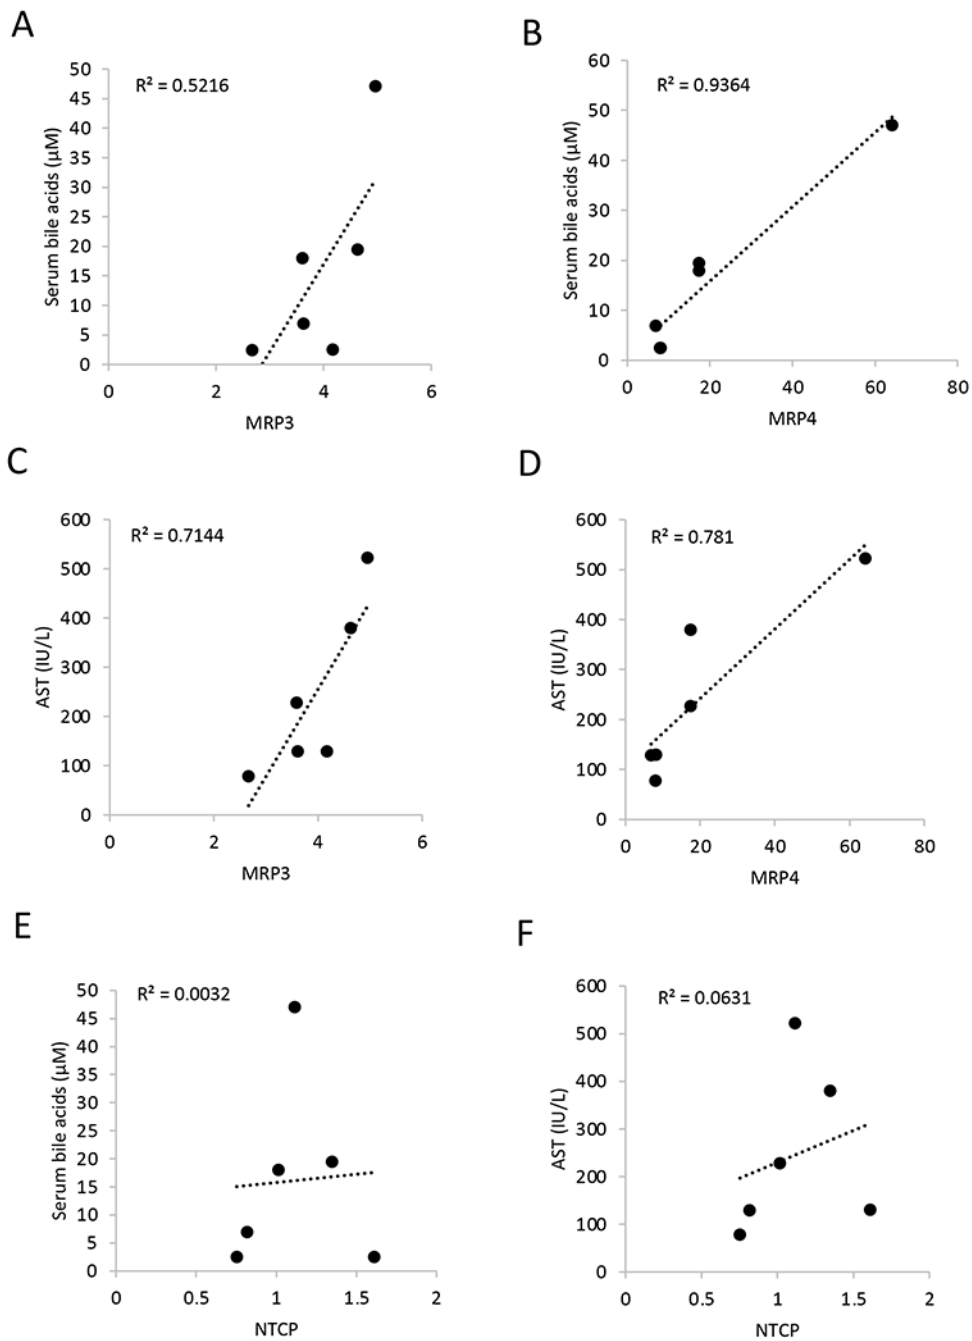 A
R² = 0.5216
Serum bile acids (µM)
50
45
40
35
30
25
20
15
10
5
0
0 2 4 6
MRP3
B
R² = 0.9364
Serum bile acids (µM)
60
50
40
30
20
10
0
0 20 40 60 80
MRP4
C
R² = 0.7144
AST (IU/L)
600
500
400
300
200
100
0
0 2 4 6
MRP3
D
R² = 0.781
AST (IU/L)
600
500
400
300
200
100
0
0 20 40 60 80
MRP4
E
R² = 0.0032
Serum bile acids (µM)
50
45
40
35
30
25
20
15
10
5
0
0 0.5 1 1.5 2
NTCP
F
R² = 0.0631
AST (IU/L)
600
500
400
300
200
100
0
0 0.5 1 1.5 2
NTCP